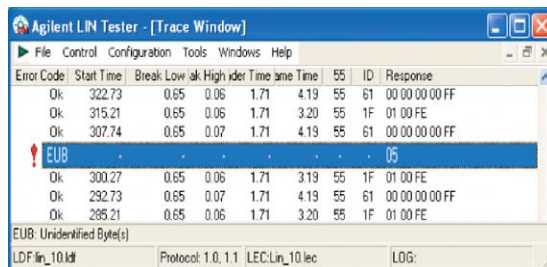 Agilent LIN Tester - [Trace Window]
File Control Configuration Tools Windows Help
Error Code Start Time Break Low ak High ider Time ame Time 55 ID Response
Ok 322.73 0.65 0.06 1.71 4.19 55 61 00 00 00 00 FF
Ok 315.21 0.65 0.06 1.71 3.20 55 1F 01 00 FE
Ok 307.74 0.65 0.07 1.71 4.19 55 61 00 00 00 00 FF
! EUB . . . . . . . 05
Ok 300.27 0.65 0.06 1.71 3.19 55 1F 01 00 FE
Ok 292.73 0.65 0.07 1.71 4.19 55 61 00 00 00 00 FF
Ok 285.21 0.65 0.06 1.71 3.20 55 1F 01 00 FE
EUB: Unidentified Byte(s)
LDF:lin_10.ldf Protocol: 1.0, 1.1 LEC:Lin_10.lec LOG: